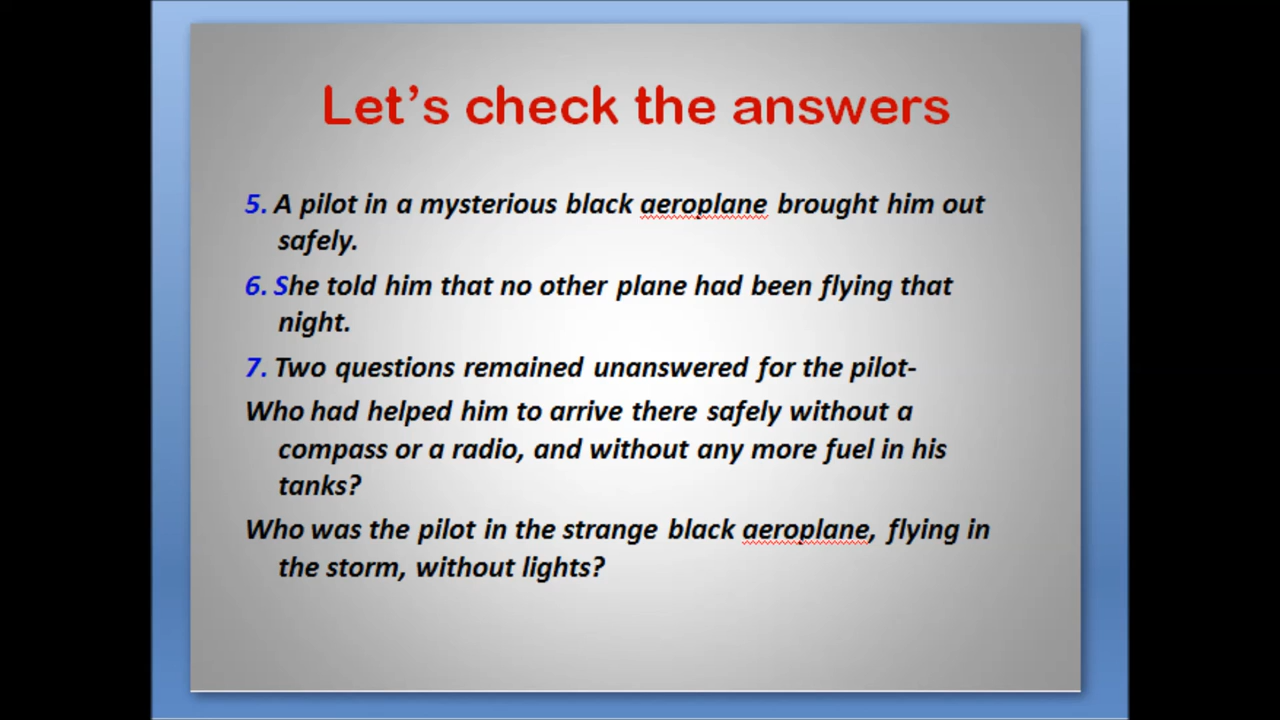 Let's check the answers
5. A pilot in a mysterious black aeroplane brought him out
safely.
6. She told him that no other plane had been flying that
night.
7. Two questions remained unanswered for the pilot-
Who had helped him to arrive there safely without a
compass or a radio, and without any more fuel in his
tanks?
Who was the pilot in the strange black aeroplane, flying in
the storm, without lights?